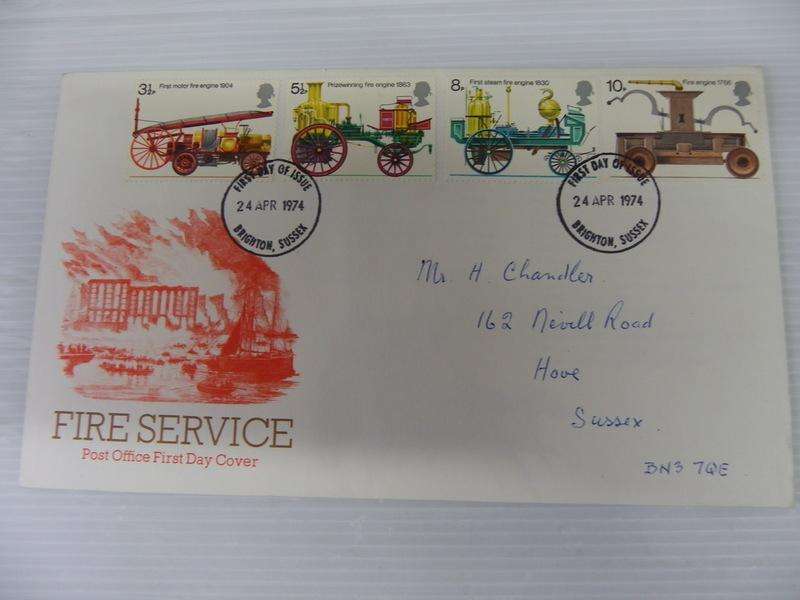 3½P First motor fire engine 1904
5½P Prizewinning fire engine 1863
8P First steam fire engine 1830
10P Fire engine 1766
FIRST DAY OF ISSUE
24 APR 1974
BRIGHTON, SUSSEX
FIRST DAY OF ISSUE
24 APR 1974
BRIGHTON, SUSSEX
Mr. H. Chandler.
162 Nevill Road
Hove
Sussex.
BN3 7QE
FIRE SERVICE
Post Office First Day Cover